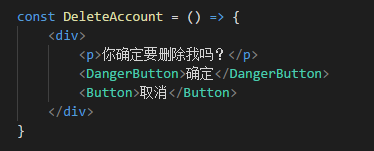 const DeleteAccount = () => {
<div>
<p>你确定要删除我吗？</p>
<DangerButton>确定</DangerButton>
<Button>取消</Button>
</div>
}